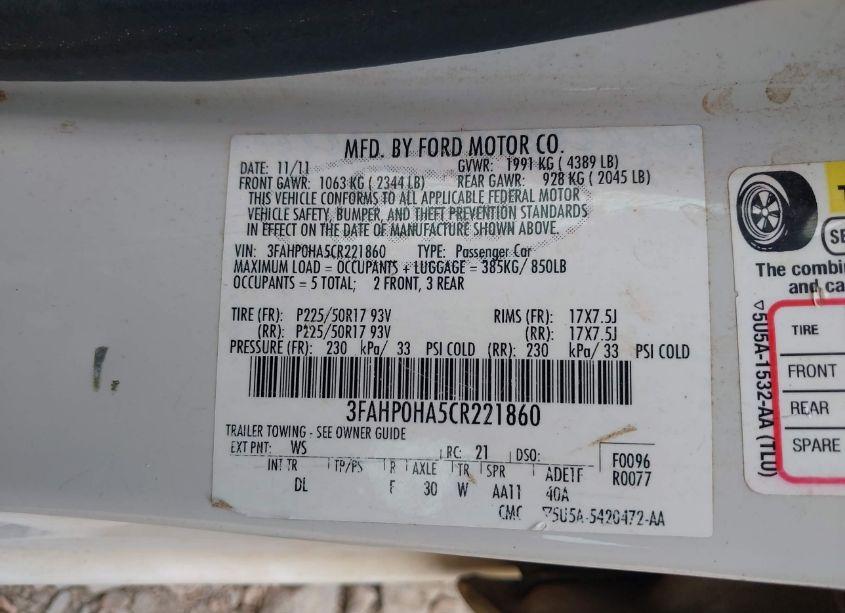 MFD. BY FORD MOTOR CO.
DATE: 11/11 GVWR: 1991 KG ( 4389 LB)
FRONT GAWR: 1063 KG ( 2344 LB) REAR GAWR: 928 KG ( 2045 LB)
THIS VEHICLE CONFORMS TO ALL APPLICABLE FEDERAL MOTOR
VEHICLE SAFETY, BUMPER, AND THEFT PREVENTION STANDARDS
IN EFFECT ON THE DATE OF MANUFACTURE SHOWN ABOVE.
VIN: 3FAHP0HA5CR221860 TYPE: Passenger Car
MAXIMUM LOAD = OCCUPANTS + LUGGAGE = 385KG/ 850LB
OCCUPANTS = 5 TOTAL; 2 FRONT, 3 REAR
TIRE (FR): P225/50R17 93V RIMS (FR): 17X7.5J
(RR): P225/50R17 93V (RR): 17X7.5J
PRESSURE (FR): 230 kPa/ 33 PSI COLD (RR): 230 kPa/ 33 PSI COLD
3FAHP0HA5CR221860
TRAILER TOWING - SEE OWNER GUIDE
EXT PNT: WS RC: 21 DSO: F0096
INT TR TP/PS R AXLE TR SPR ADE1F R0077
DL F 30 W AA11 40A
CMC 5U5A-5420472-AA
The combin
and ca
5U5A-1532-AA (TLU)
TIRE
FRONT
REAR
SPARE